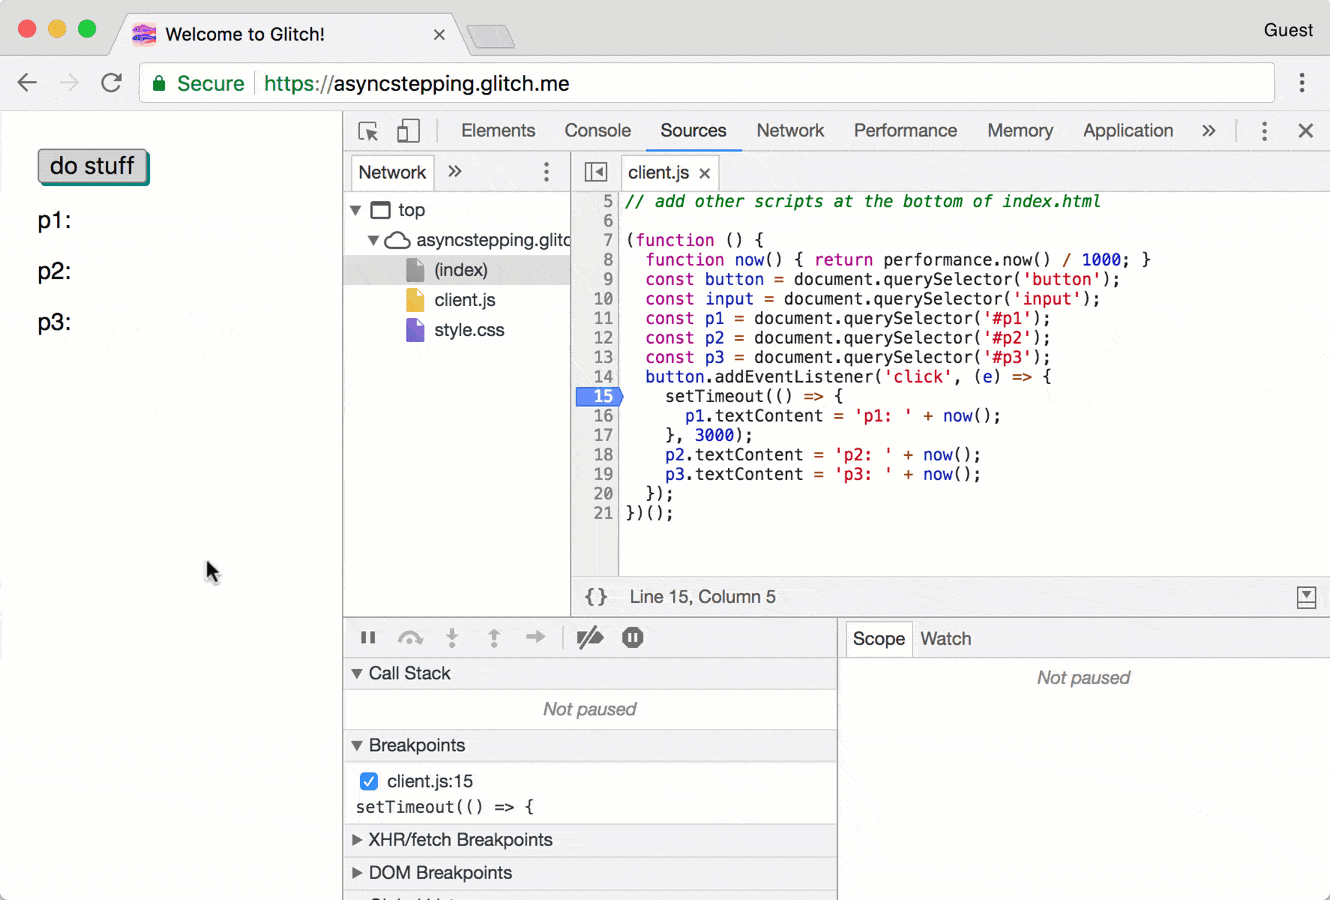 Welcome to Glitch!
Guest
Secure https://asyncstepping.glitch.me
do stuff
p1:
p2:
p3:
Elements Console Sources Network Performance Memory Application »
Network »
top
asyncstepping.glitc
(index)
client.js
style.css
client.js
5 // add other scripts at the bottom of index.html
6
7 (function () {
8 function now() { return performance.now() / 1000; }
9 const button = document.querySelector('button');
10 const input = document.querySelector('input');
11 const p1 = document.querySelector('#p1');
12 const p2 = document.querySelector('#p2');
13 const p3 = document.querySelector('#p3');
14 button.addEventListener('click', (e) => {
15 setTimeout(() => {
16 p1.textContent = 'p1: ' + now();
17 }, 3000);
18 p2.textContent = 'p2: ' + now();
19 p3.textContent = 'p3: ' + now();
20 });
21 })();
{} Line 15, Column 5
Call Stack
Not paused
Breakpoints
client.js:15
setTimeout(() => {
XHR/fetch Breakpoints
DOM Breakpoints
Scope Watch
Not paused